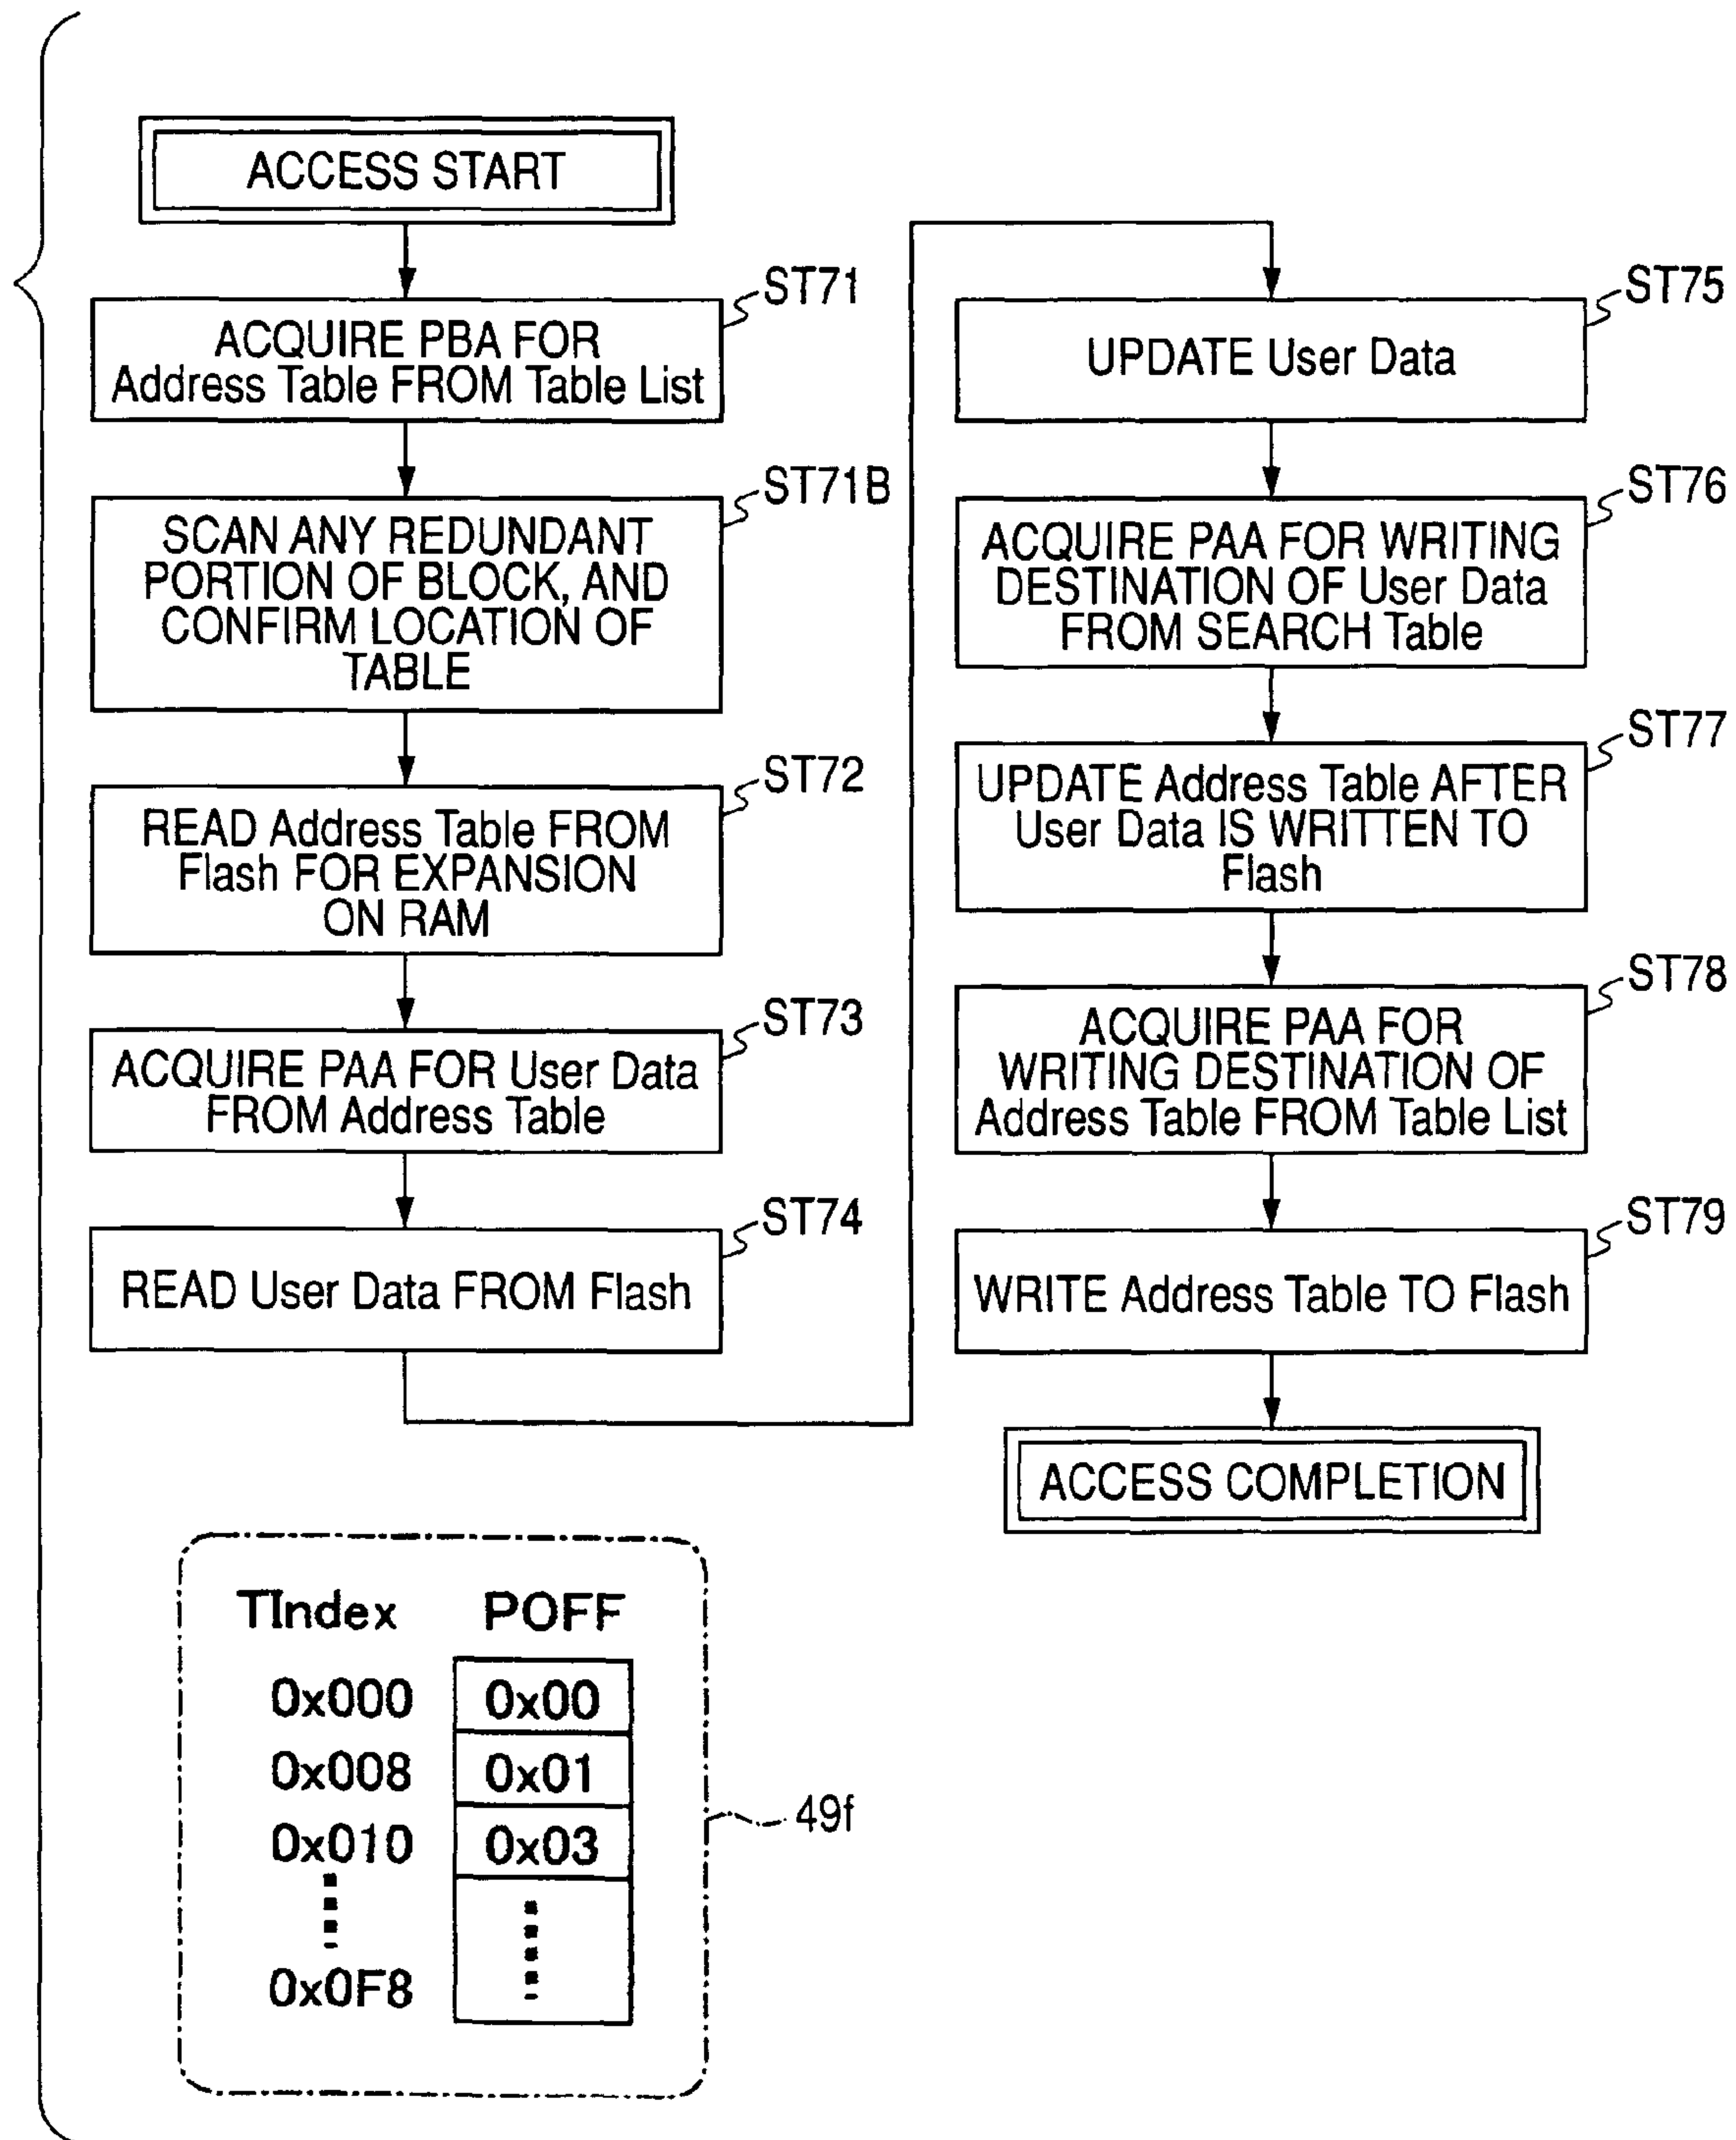 ACCESS START
ST71
ACQUIRE PBA FOR
Address Table FROM Table List
ST71B
SCAN ANY REDUNDANT
PORTION OF BLOCK, AND
CONFIRM LOCATION OF
TABLE
ST72
READ Address Table FROM
Flash FOR EXPANSION
ON RAM
ST73
ACQUIRE PAA FOR User Data
FROM Address Table
ST74
READ User Data FROM Flash
ST75
UPDATE User Data
ST76
ACQUIRE PAA FOR WRITING
DESTINATION OF User Data
FROM SEARCH Table
ST77
UPDATE Address Table AFTER
User Data IS WRITTEN TO
Flash
ST78
ACQUIRE PAA FOR
WRITING DESTINATION OF
Address Table FROM Table List
ST79
WRITE Address Table TO Flash
ACCESS COMPLETION
TIndex POFF
0x000 0x00
0x008 0x01
0x010 0x03
0x0F8
49f